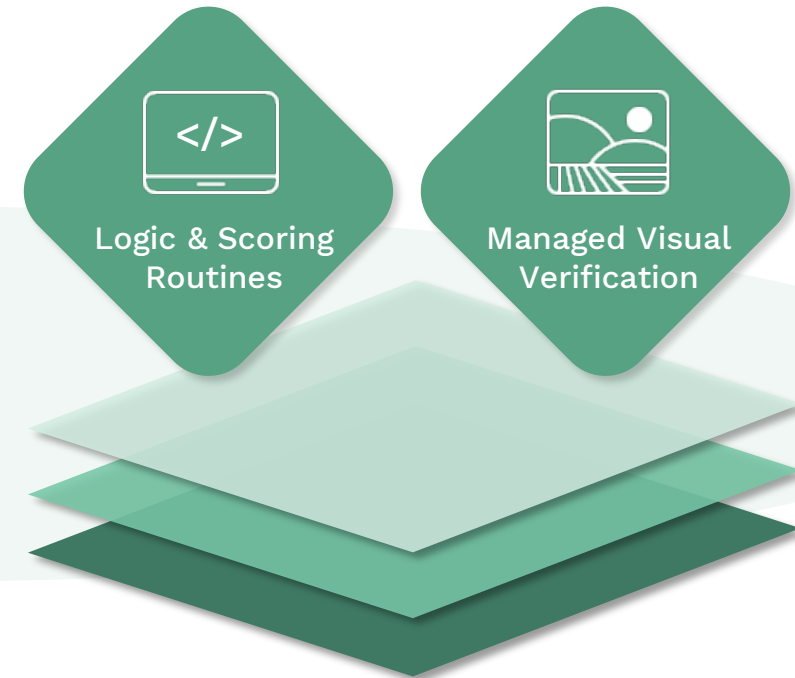 </>
Logic & Scoring
Routines
Managed Visual
Verification